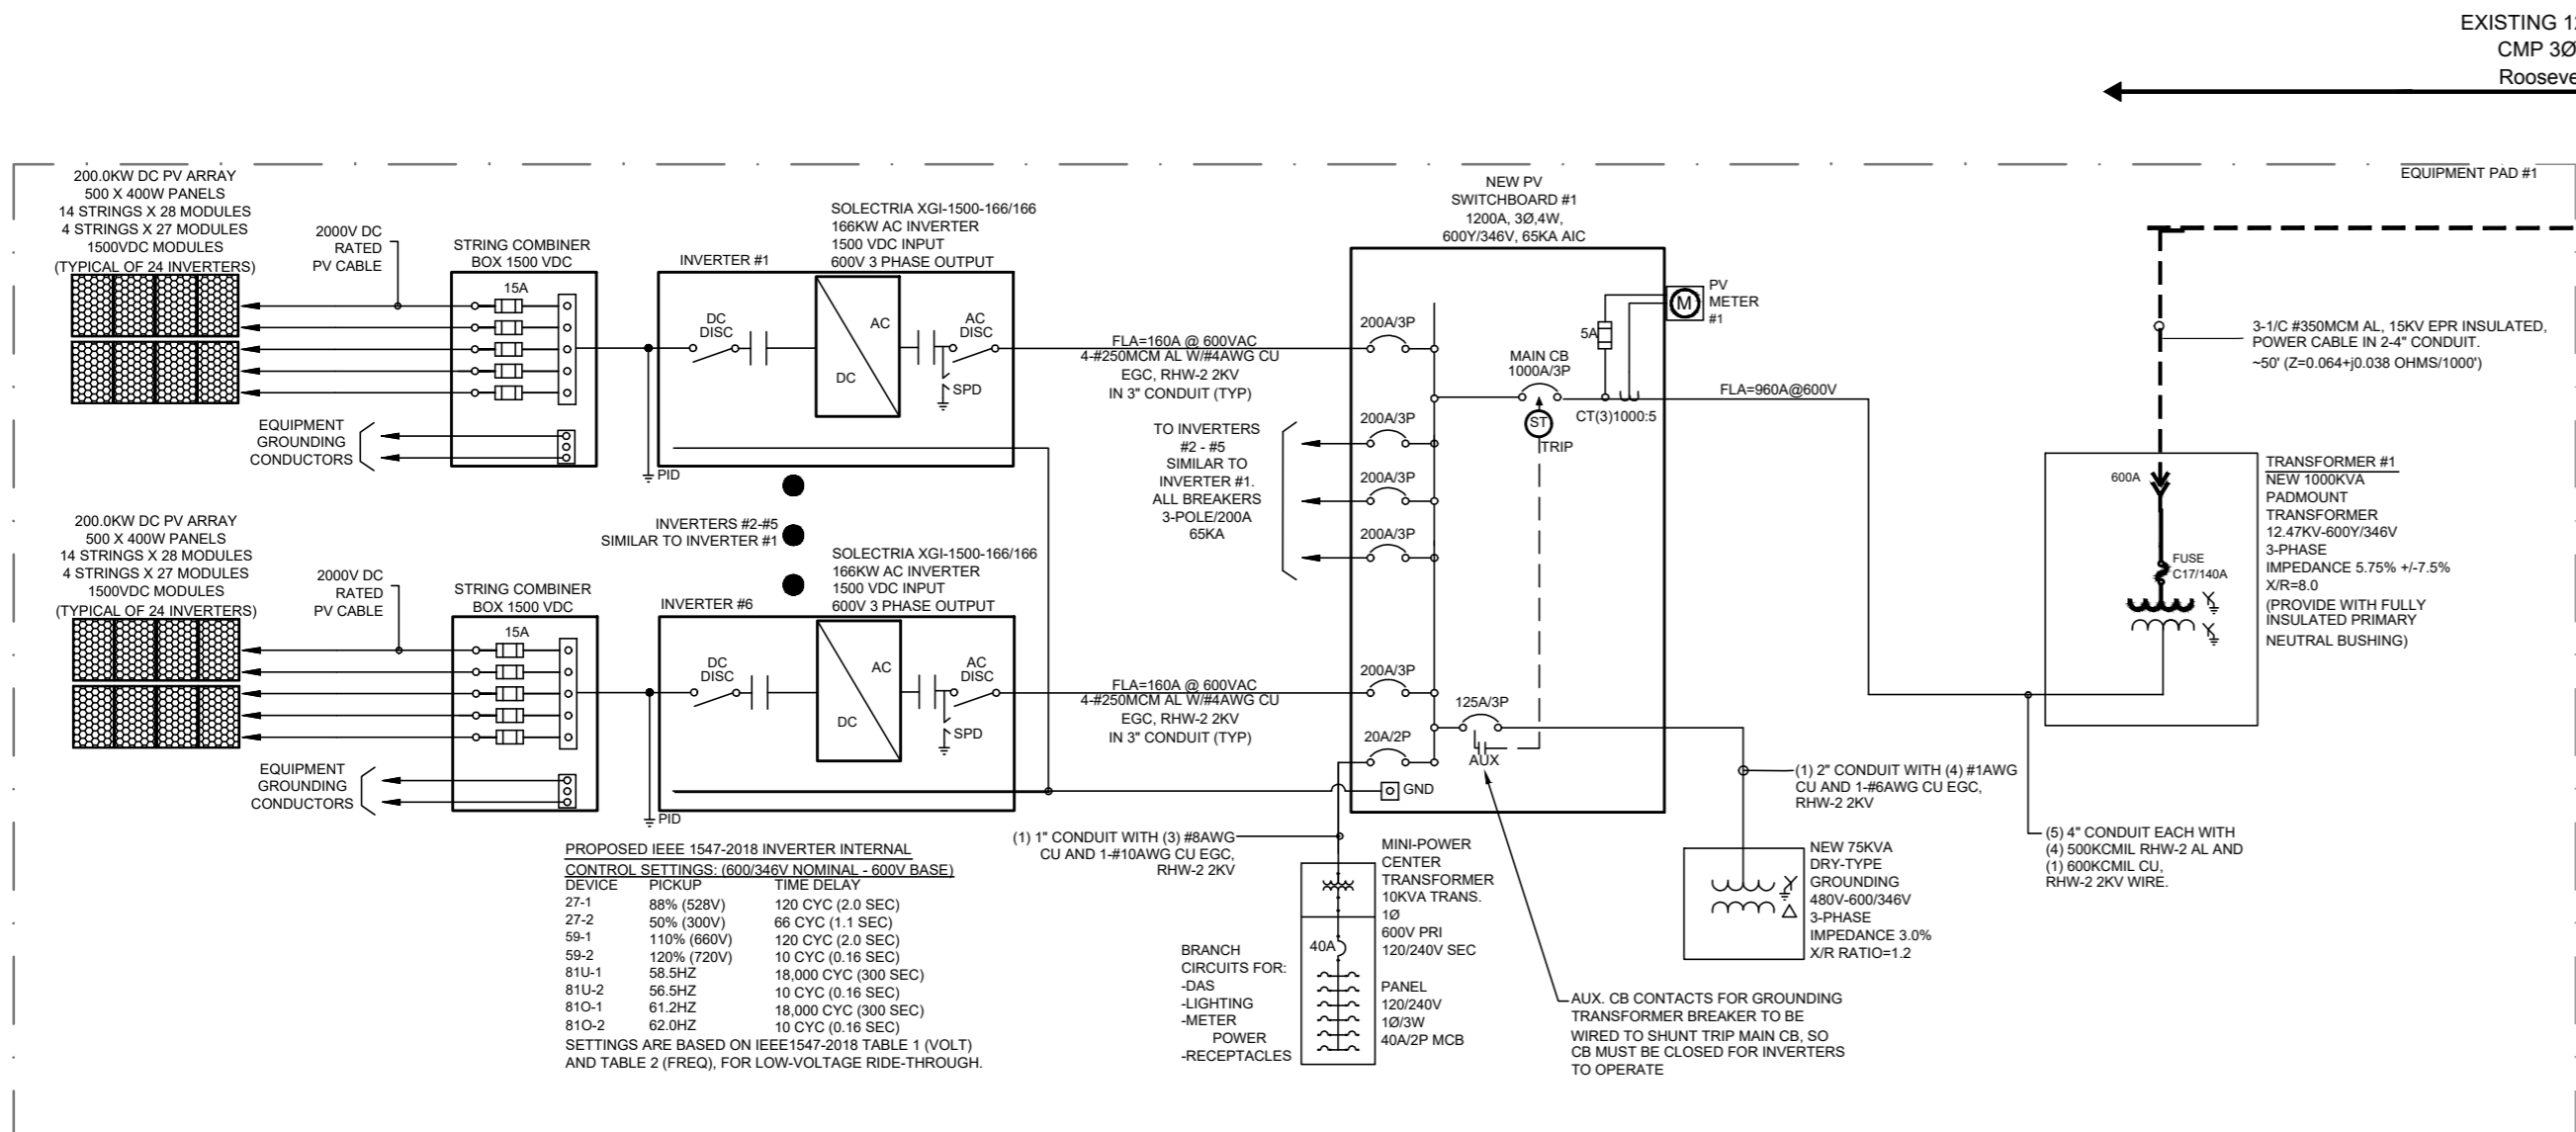 EXISTING 1
CMP 3Ø
Rooseve
EQUIPMENT PAD #1
200.0KW DC PV ARRAY
500 X 400W PANELS
14 STRINGS X 28 MODULES
4 STRINGS X 27 MODULES
1500VDC MODULES
(TYPICAL OF 24 INVERTERS)
2000V DC
RATED
PV CABLE
STRING COMBINER
BOX 1500 VDC
15A
EQUIPMENT
GROUNDING
CONDUCTORS
PID
INVERTER #1
SOLECTRIA XGI-1500-166/166
166KW AC INVERTER
1500 VDC INPUT
600V 3 PHASE OUTPUT
DC
DISC
AC
DC
AC
DISC
SPD
FLA=160A @ 600VAC
4-#250MCM AL W/#4AWG CU
EGC, RHW-2 2KV
IN 3" CONDUIT (TYP)
INVERTERS #2-#5
SIMILAR TO INVERTER #1
200.0KW DC PV ARRAY
500 X 400W PANELS
14 STRINGS X 28 MODULES
4 STRINGS X 27 MODULES
1500VDC MODULES
(TYPICAL OF 24 INVERTERS)
2000V DC
RATED
PV CABLE
STRING COMBINER
BOX 1500 VDC
15A
EQUIPMENT
GROUNDING
CONDUCTORS
PID
INVERTER #6
SOLECTRIA XGI-1500-166/166
166KW AC INVERTER
1500 VDC INPUT
600V 3 PHASE OUTPUT
DC
DISC
AC
DC
AC
DISC
SPD
FLA=160A @ 600VAC
4-#250MCM AL W/#4AWG CU
EGC, RHW-2 2KV
IN 3" CONDUIT (TYP)
NEW PV
SWITCHBOARD #1
1200A, 3Ø,4W,
600Y/346V, 65KA AIC
200A/3P
200A/3P
200A/3P
200A/3P
200A/3P
20A/2P
GND
TO INVERTERS
#2 - #5
SIMILAR TO
INVERTER #1.
ALL BREAKERS
3-POLE/200A
65KA
MAIN CB
1000A/3P
ST
TRIP
5A
CT(3)1000:5
M
PV
METER
#1
FLA=960A@600V
125A/3P
AUX
3-1/C #350MCM AL, 15KV EPR INSULATED,
POWER CABLE IN 2-4" CONDUIT.
~50' (Z=0.064+j0.038 OHMS/1000')
600A
FUSE
C17/140A
TRANSFORMER #1
NEW 1000KVA
PADMOUNT
TRANSFORMER
12.47KV-600Y/346V
3-PHASE
IMPEDANCE 5.75% +/-7.5%
X/R=8.0
(PROVIDE WITH FULLY
INSULATED PRIMARY
NEUTRAL BUSHING)
(1) 2" CONDUIT WITH (4) #1AWG
CU AND 1-#6AWG CU EGC,
RHW-2 2KV
(5) 4" CONDUIT EACH WITH
(4) 500KCMIL RHW-2 AL AND
(1) 600KCMIL CU,
RHW-2 2KV WIRE.
NEW 75KVA
DRY-TYPE
GROUNDING
480V-600/346V
3-PHASE
IMPEDANCE 3.0%
X/R RATIO=1.2
(1) 1" CONDUIT WITH (3) #8AWG
CU AND 1-#10AWG CU EGC,
RHW-2 2KV
MINI-POWER
CENTER
TRANSFORMER
10KVA TRANS.
1Ø
600V PRI
120/240V SEC
40A
PANEL
120/240V
1Ø/3W
40A/2P MCB
BRANCH
CIRCUITS FOR:
-DAS
-LIGHTING
-METER
POWER
-RECEPTACLES
AUX. CB CONTACTS FOR GROUNDING
TRANSFORMER BREAKER TO BE
WIRED TO SHUNT TRIP MAIN CB, SO
CB MUST BE CLOSED FOR INVERTERS
TO OPERATE
PROPOSED IEEE 1547-2018 INVERTER INTERNAL
CONTROL SETTINGS: (600/346V NOMINAL - 600V BASE)
DEVICE PICKUP TIME DELAY
27-1 88% (528V) 120 CYC (2.0 SEC)
27-2 50% (300V) 66 CYC (1.1 SEC)
59-1 110% (660V) 120 CYC (2.0 SEC)
59-2 120% (720V) 10 CYC (0.16 SEC)
81U-1 58.5HZ 18,000 CYC (300 SEC)
81U-2 56.5HZ 10 CYC (0.16 SEC)
81O-1 61.2HZ 18,000 CYC (300 SEC)
81O-2 62.0HZ 10 CYC (0.16 SEC)
SETTINGS ARE BASED ON IEEE1547-2018 TABLE 1 (VOLT)
AND TABLE 2 (FREQ), FOR LOW-VOLTAGE RIDE-THROUGH.